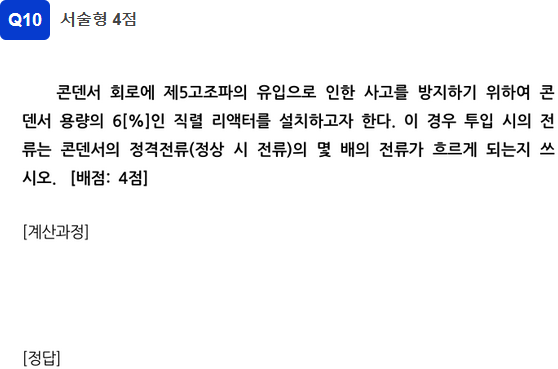 Q10 서술형 4점
콘덴서 회로에 제5고조파의 유입으로 인한 사고를 방지하기 위하여 콘
덴서 용량의 6[%]인 직렬 리액터를 설치하고자 한다. 이 경우 투입 시의 전
류는 콘덴서의 정격전류(정상 시 전류)의 몇 배의 전류가 흐르게 되는지 쓰
시오. [배점: 4점]
[계산과정]
[정답]